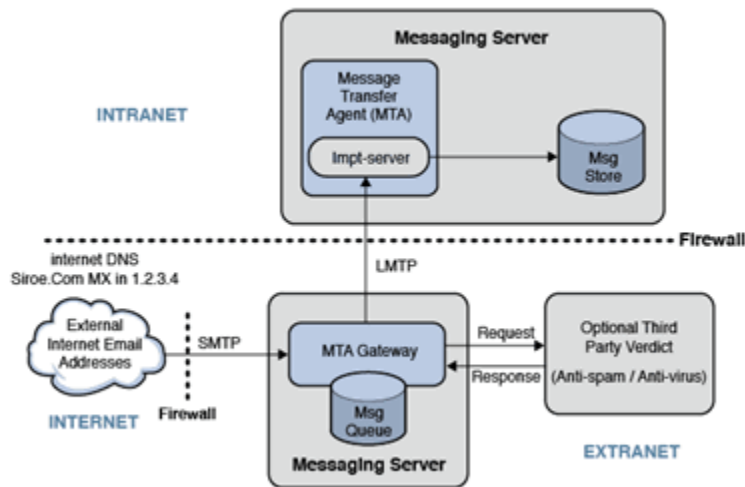 Messaging Server
Message
Transfer
Agent (MTA)
Impt-server
Msg
Store
INTRANET
Firewall
internet DNS
Siroe.Com MX in 1.2.3.4
LMTP
External
Internet Email
Addresses
SMTP
Firewall
INTERNET
MTA Gateway
Msg
Queue
Messaging Server
Request
Response
Optional Third
Party Verdict
(Anti-spam / Anti-virus)
EXTRANET